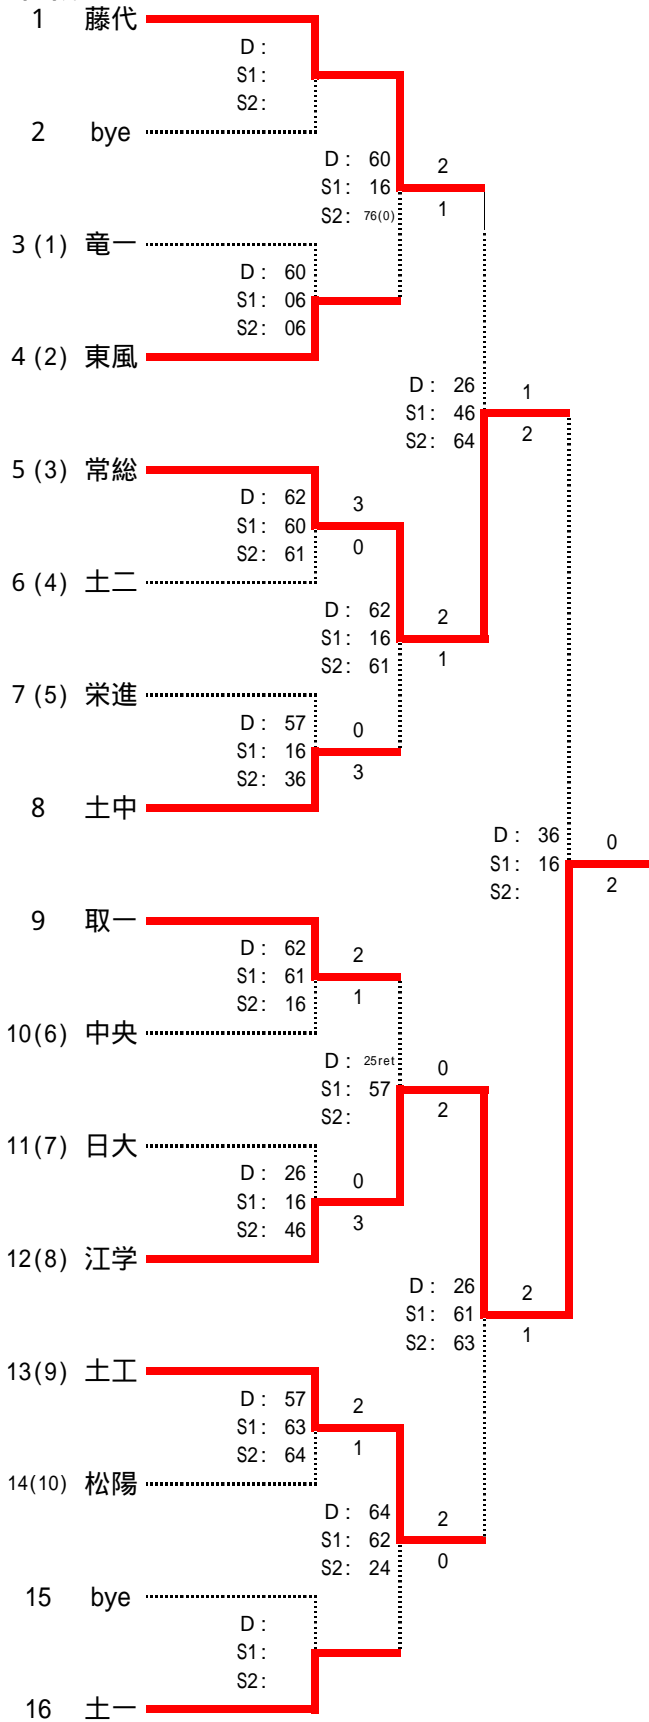 1 藤代
D:
S1:
S2:
2 bye
D: 60
S1: 16
S2: 76(0)
2
1
3 (1) 竜一
D: 60
S1: 06
S2: 06
4 (2) 東風
D: 26
S1: 46
S2: 64
1
2
5 (3) 常総
D: 62
S1: 60
S2: 61
3
0
6 (4) 土二
D: 62
S1: 16
S2: 61
2
1
7 (5) 栄進
D: 57
S1: 16
S2: 36
0
3
8 土中
D: 36
S1: 16
S2:
0
2
9 取一
D: 62
S1: 61
S2: 16
2
1
10(6) 中央
D: 25ret
S1: 57
S2:
0
2
11(7) 日大
D: 26
S1: 16
S2: 46
0
3
12(8) 江学
D: 26
S1: 61
S2: 63
2
1
13(9) 土工
D: 57
S1: 63
S2: 64
2
1
14(10) 松陽
D: 64
S1: 62
S2: 24
2
0
15 bye
D:
S1:
S2:
16 土一